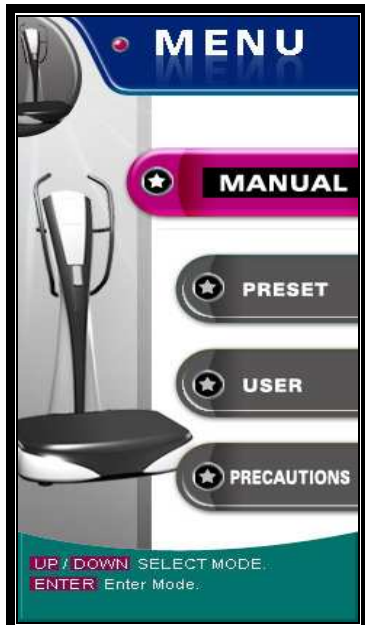 MENU
MANUAL
PRESET
USER
PRECAUTIONS
UP / DOWN SELECT MODE.
ENTER Enter Mode.